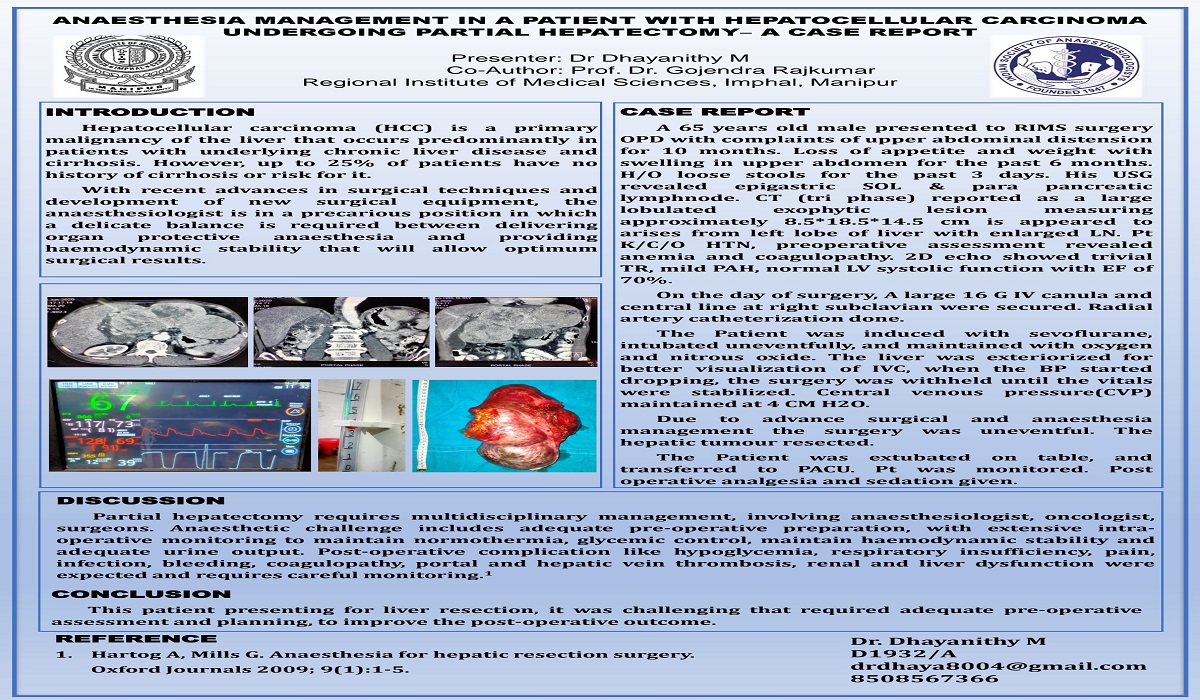 ANAESTHESIA MANAGEMENT IN A PATIENT WITH HEPATOCELLULAR CARCINOMA
UNDERGOING PARTIAL HEPATECTOMY– A CASE REPORT
Presenter: Dr Dhayanithy M
Co-Author: Prof. Dr. Gojendra Rajkumar
Regional Institute of Medical Sciences, Imphal, Manipur
MANIPUR
INDIAN SOCIETY OF ANAESTHESIOLOGISTS
FOUNDED 1947
INTRODUCTION
Hepatocellular carcinoma (HCC) is a primary
malignancy of the liver that occurs predominantly in
patients with underlying chronic liver disease and
cirrhosis. However, up to 25% of patients have no
history of cirrhosis or risk for it.
With recent advances in surgical techniques and
development of new surgical equipment, the
anaesthesiologist is in a precarious position in which
a delicate balance is required between delivering
organ protective anaesthesia and providing
haemodynamic stability that will allow optimum
surgical results.
PORTAL PHASE
PORTAL PHASE
67
117/73
128/69
12
39
CASE REPORT
A 65 years old male presented to RIMS surgery
OPD with complaints of upper abdominal distension
for 10 months. Loss of appetite and weight with
swelling in upper abdomen for the past 6 months.
H/O loose stools for the past 3 days. His USG
revealed epigastric SOL & para pancreatic
lymphnode. CT (tri phase) reported as a large
lobulated exophytic lesion measuring
approximately 8.5*18.5*14.5 cm is appeared to
arises from left lobe of liver with enlarged LN. Pt
K/C/O HTN, preoperative assessment revealed
anemia and coagulopathy. 2D echo showed trivial
TR, mild PAH, normal LV systolic function with EF of
70%.
On the day of surgery, A large 16 G IV canula and
central line at right subclavian were secured. Radial
artery catheterization done.
The Patient was induced with sevoflurane,
intubated uneventfully, and maintained with oxygen
and nitrous oxide. The liver was exteriorized for
better visualization of IVC, when the BP started
dropping, the surgery was withheld until the vitals
were stabilized. Central venous pressure(CVP)
maintained at 4 CM H2O.
Due to advance surgical and anaesthesia
management the surgery was uneventful. The
hepatic tumour resected.
The Patient was extubated on table, and
transferred to PACU. Pt was monitored. Post
operative analgesia and sedation given.
DISCUSSION
Partial hepatectomy requires multidisciplinary management, involving anaesthesiologist, oncologist,
surgeons. Anaesthetic challenge includes adequate pre-operative preparation, with extensive intra-
operative monitoring to maintain normothermia, glycemic control, maintain haemodynamic stability and
adequate urine output. Post-operative complication like hypoglycemia, respiratory insufficiency, pain,
infection, bleeding, coagulopathy, portal and hepatic vein thrombosis, renal and liver dysfunction were
expected and requires careful monitoring.¹
CONCLUSION
This patient presenting for liver resection, it was challenging that required adequate pre-operative
assessment and planning, to improve the post-operative outcome.
REFERENCE
1. Hartog A, Mills G. Anaesthesia for hepatic resection surgery.
Oxford Journals 2009; 9(1):1-5.
Dr. Dhayanithy M
D1932/A
drdhaya8004@gmail.com
8508567366